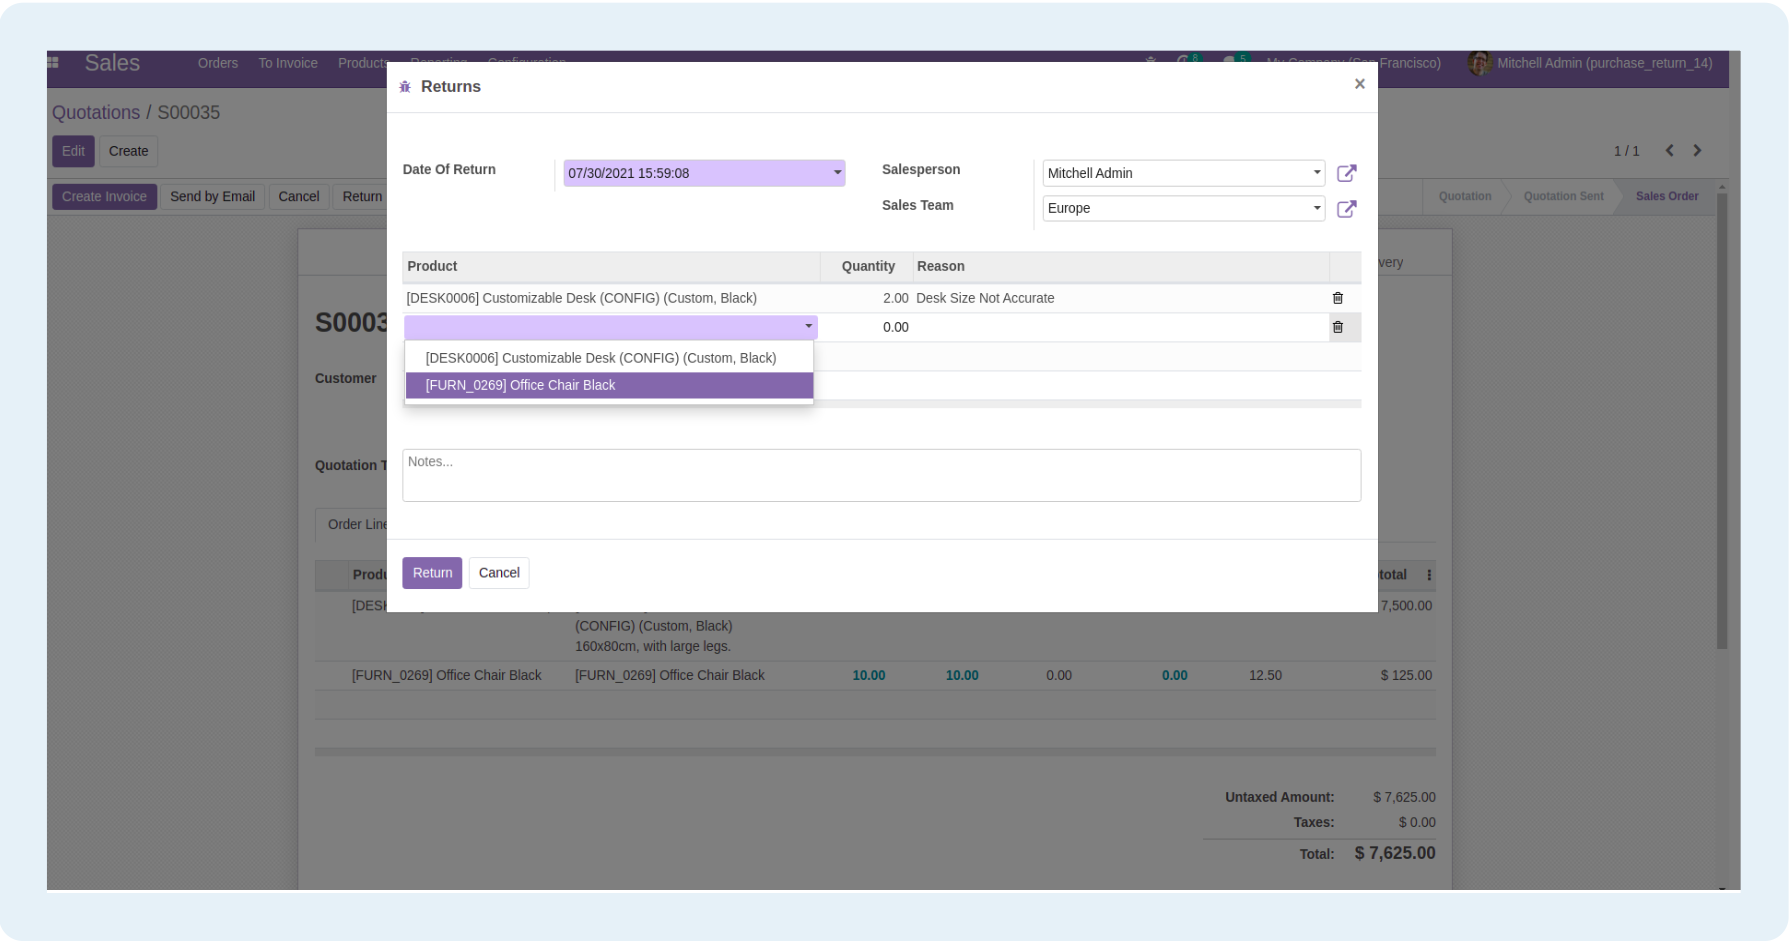 Sales Orders To Invoice Products Reporting Configuration 8 5 My Company (San Francisco) Mitchell Admin (purchase_return_14)
Returns ×
Quotations / S00035
Edit Create 1 / 1
Date Of Return 07/30/2021 15:59:08 Salesperson Mitchell Admin
Create Invoice Send by Email Cancel Return Quotation Quotation Sent Sales Order
Sales Team Europe
very
Product Quantity Reason
[DESK0006] Customizable Desk (CONFIG) (Custom, Black) 2.00 Desk Size Not Accurate
S0003
0.00
[DESK0006] Customizable Desk (CONFIG) (Custom, Black)
Customer
[FURN_0269] Office Chair Black
Notes...
Quotation T
Order Line
Return Cancel
Produ total
[DESK 7,500.00
(CONFIG) (Custom, Black)
160x80cm, with large legs.
[FURN_0269] Office Chair Black [FURN_0269] Office Chair Black 10.00 10.00 0.00 0.00 12.50 $ 125.00
Untaxed Amount: $ 7,625.00
Taxes: $ 0.00
Total: $ 7,625.00